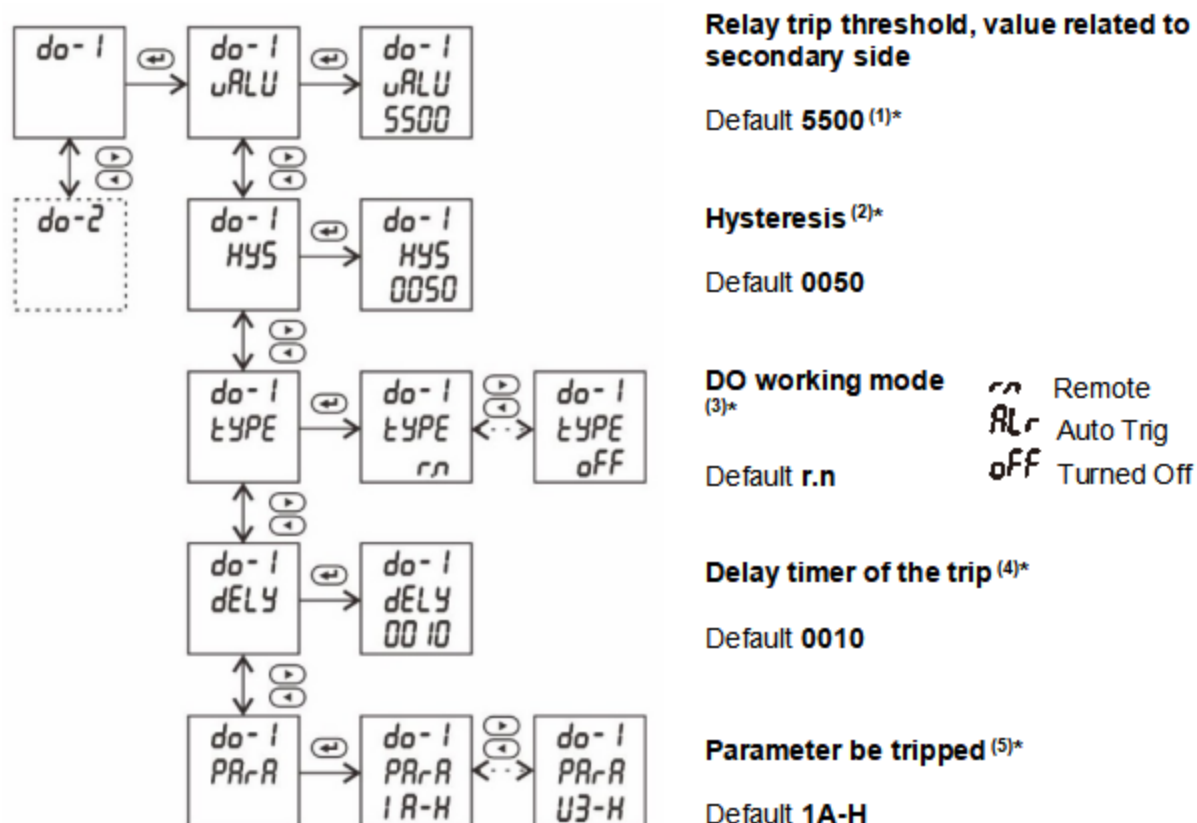 do-1
do-1
uALU
do-1
uALU
5500
Relay trip threshold, value related to
secondary side
Default 5500 (1)*
do-2
do-1
HYS
do-1
HYS
0050
Hysteresis (2)*
Default 0050
do-1
tYPE
do-1
tYPE
r.n
do-1
tYPE
oFF
DO working mode
(3)*
Default r.n
rn Remote
ALr Auto Trig
oFF Turned Off
do-1
dELY
do-1
dELY
0010
Delay timer of the trip (4)*
Default 0010
do-1
PArA
do-1
PArA
1A-H
do-1
PArA
U3-H
Parameter be tripped (5)*
Default 1A-H